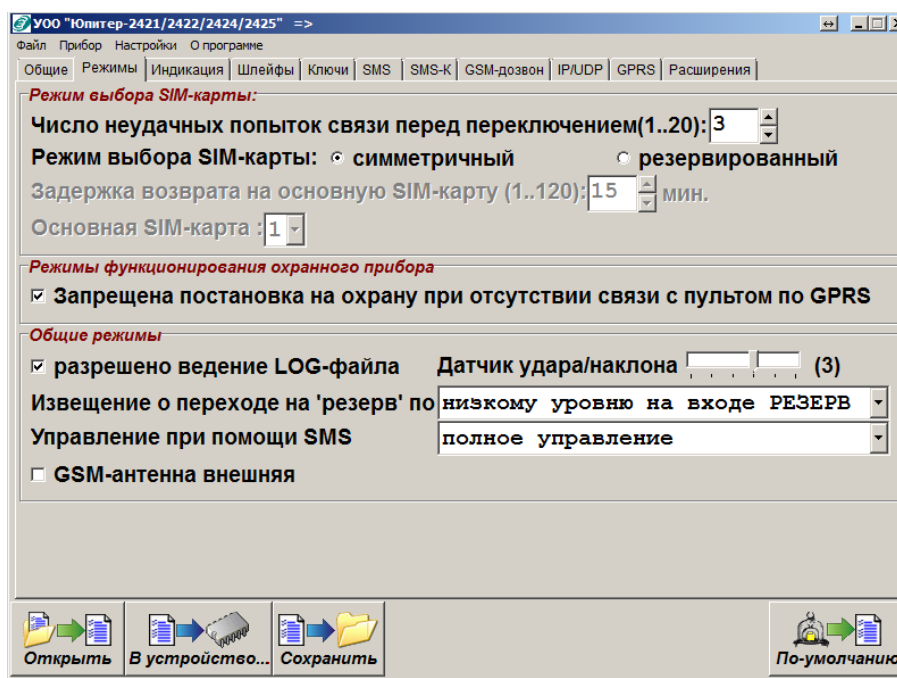 УОО "Юпитер-2421/2422/2424/2425" =>
Файл Прибор Настройки О программе
Общие Режимы Индикация Шлейфы Ключи SMS SMS-К GSM-дозвон IP/UDP GPRS Расширения
Режим выбора SIM-карты:
Число неудачных попыток связи перед переключением(1..20): 3
Режим выбора SIM-карты: симметричный резервированный
Задержка возврата на основную SIM-карту (1..120): 15 мин.
Основная SIM-карта : 1
Режимы функционирования охранного прибора
Запрещена постановка на охрану при отсутствии связи с пультом по GPRS
Общие режимы
разрешено ведение LOG-файла Датчик удара/наклона (3)
Извещение о переходе на 'резерв' по низкому уровню на входе РЕЗЕРВ
Управление при помощи SMS полное управление
GSM-антенна внешняя
Открыть В устройство... Сохранить По-умолчанию